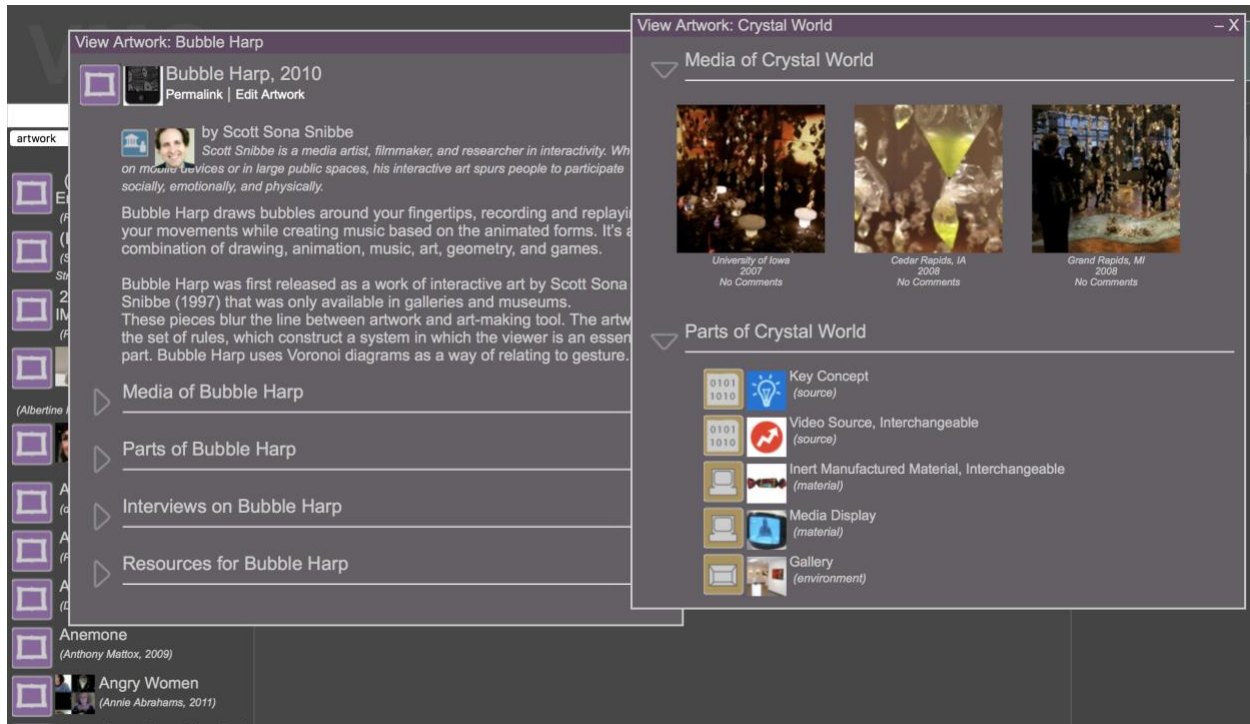 View Artwork: Bubble Harp
Bubble Harp, 2010
Permalink | Edit Artwork
by Scott Sona Snibbe
Scott Snibbe is a media artist, filmmaker, and researcher in interactivity.
on mobile devices or in large public spaces, his interactive art spurs people to participate
socially, emotionally, and physically.
Bubble Harp draws bubbles around your fingertips, recording and
your movements while creating music based on the animated forms. It's
combination of drawing, animation, music, art, geometry, and games.
Bubble Harp was first released as a work of interactive art by Scott Sona
Snibbe (1997) that was only available in galleries and museums.
These pieces blur the line between artwork and art-making tool. The
the set of rules, which construct a system in which the viewer is an
part. Bubble Harp uses Voronoi diagrams as a way of relating to gesture.
Media of Bubble Harp
Parts of Bubble Harp
Interviews on Bubble Harp
Resources for Bubble Harp
View Artwork: Crystal World
– X
Media of Crystal World
University of Iowa
2007
No Comments
Cedar Rapids, IA
2008
No Comments
Grand Rapids, MI
2008
No Comments
Parts of Crystal World
0101
1010
Key Concept
(source)
0101
1010
Video Source, Interchangeable
(source)
Inert Manufactured Material, Interchangeable
(material)
Media Display
(material)
Gallery
(environment)
artwork
(Albertine
Anemone
(Anthony Mattox, 2009)
Angry Women
(Annie Abrahams, 2011)